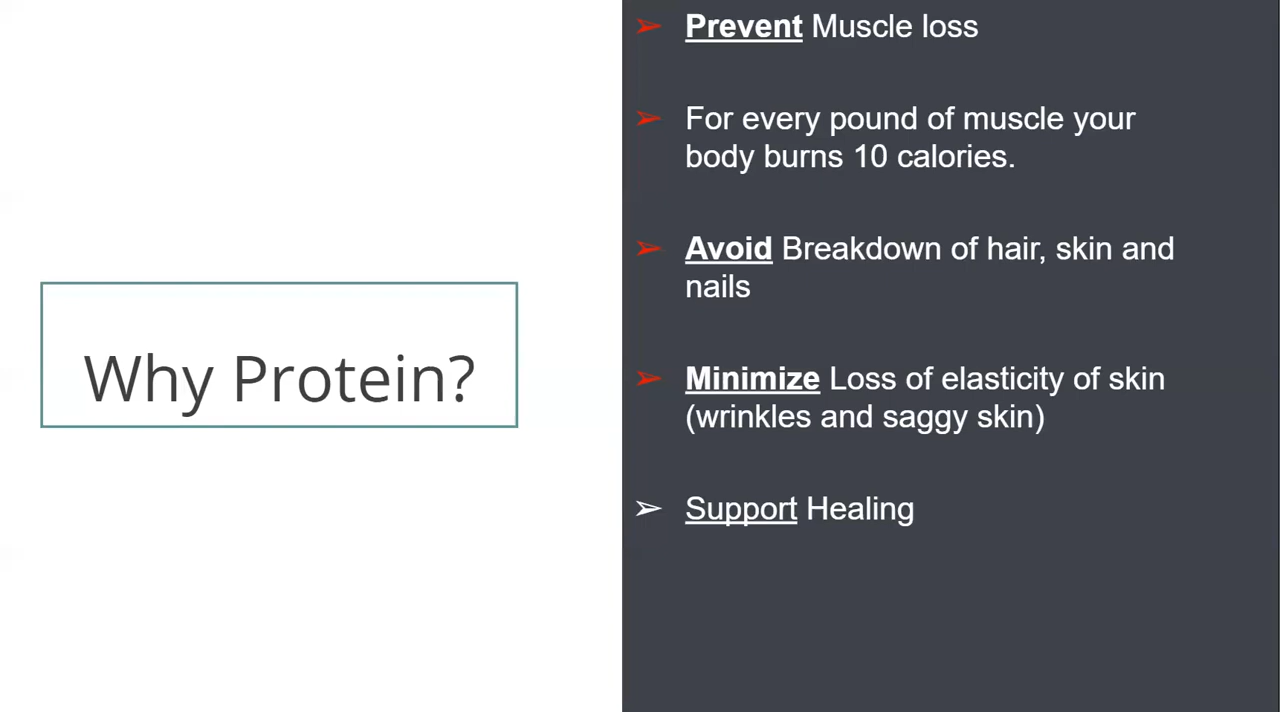 Why Protein?
➢ Prevent Muscle loss
➢ For every pound of muscle your
body burns 10 calories.
➢ Avoid Breakdown of hair, skin and
nails
➢ Minimize Loss of elasticity of skin
(wrinkles and saggy skin)
➢ Support Healing